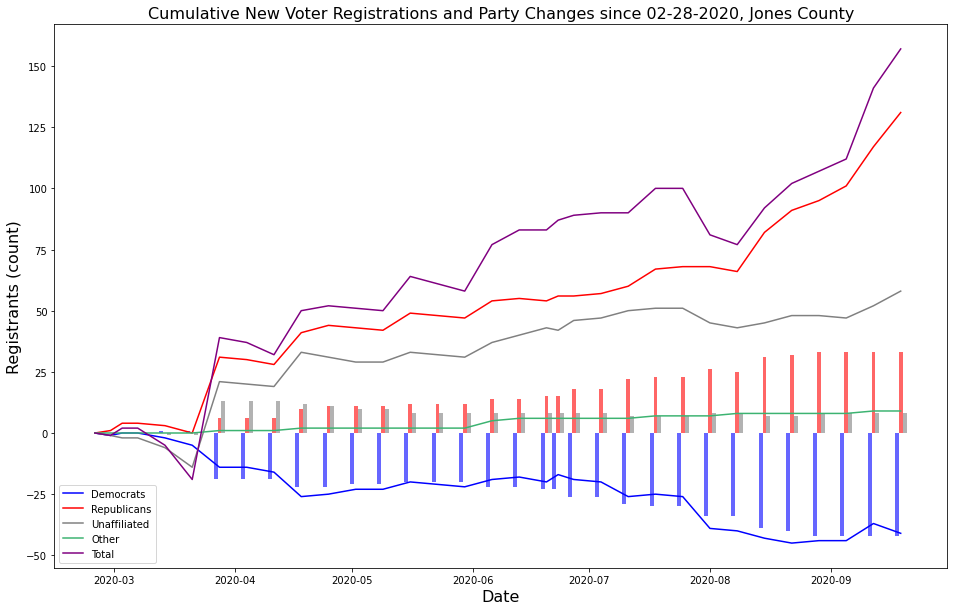 Cumulative New Voter Registrations and Party Changes since 02-28-2020, Jones County
Registrants (count)
150
125
100
75
50
25
0
−25
−50
Democrats
Republicans
Unaffiliated
Other
Total
2020-03 2020-04 2020-05 2020-06 2020-07 2020-08 2020-09
Date